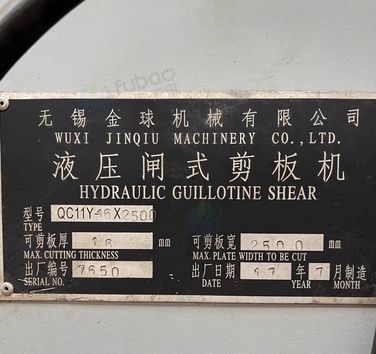 无锡金球机械有限公司
WUXI JINQIU MACHINERY CO.,LTD.
液压闸式剪板机
HYDRAULIC GUILLOTINE SHEAR
型号 QC11Y-16X2500
TYPE
可剪板厚 16 mm 可剪板宽 2500 mm
MAX. CUTTING THICKNESS MAX. PLATE WIDTH TO BE CUT
出厂编号 7650 出厂日期 年 7 月制造
SERIAL NO. DATE YEAR MONTH
fubao